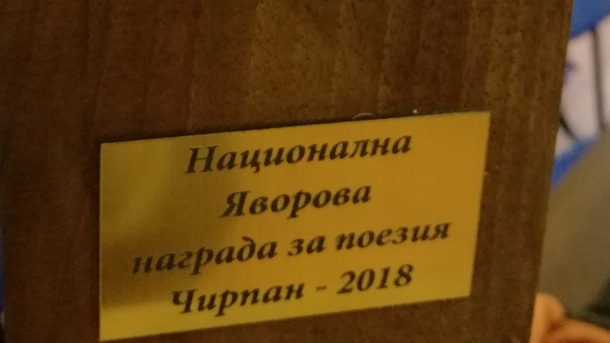 Национална
Яворова
награда за поезия
Чирпан - 2018